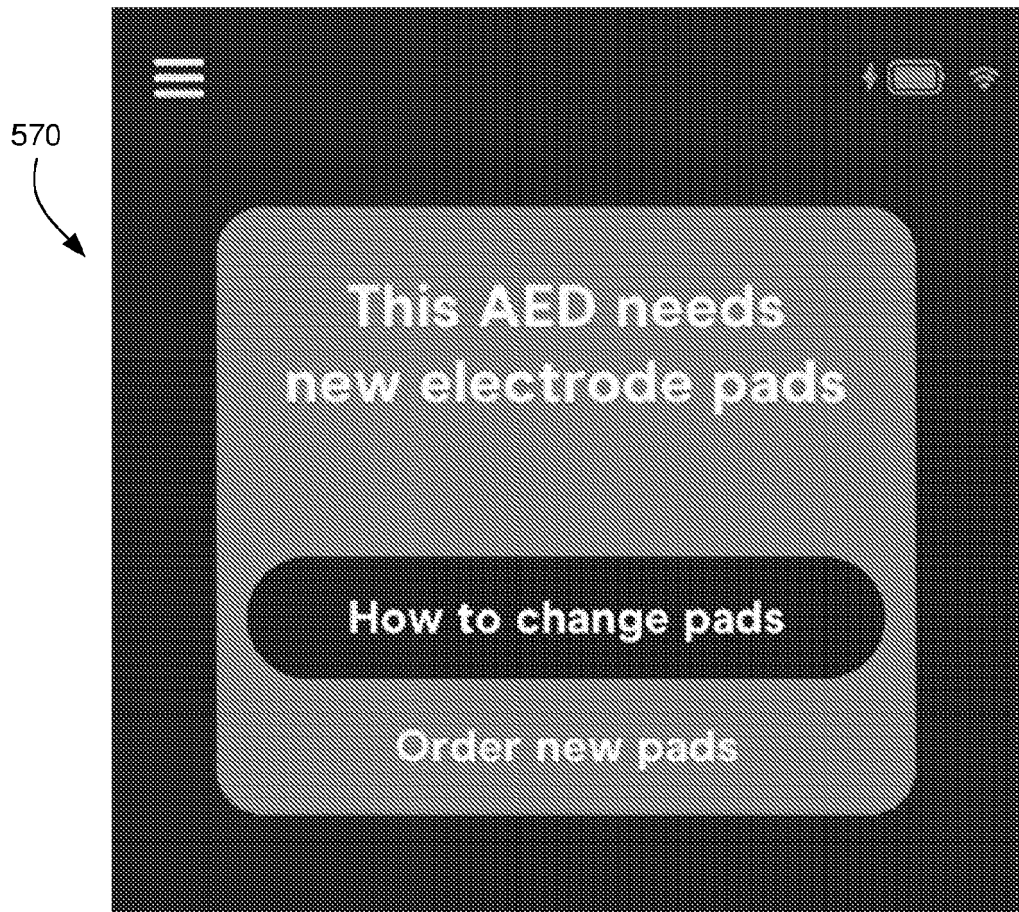 570
This AED needs
new electrode pads
How to change pads
Order new pads